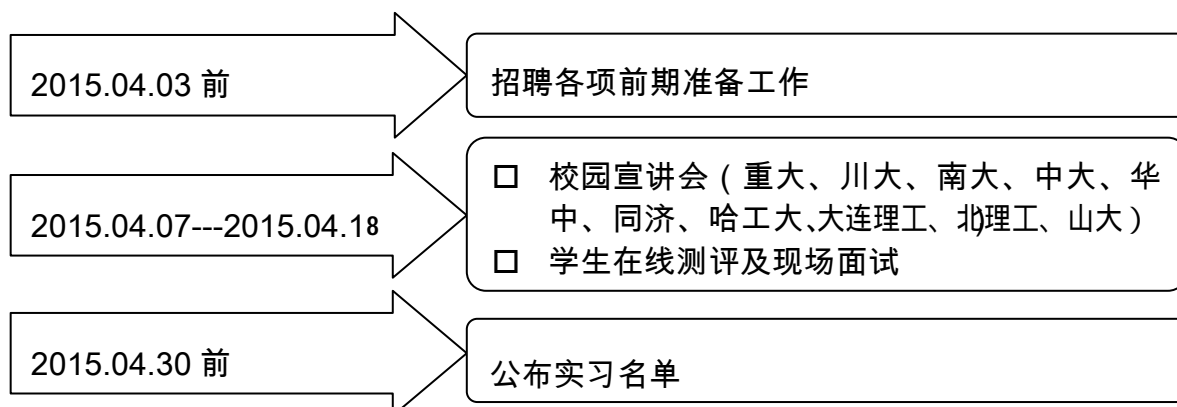 2015.04.03 前
招聘各项前期准备工作
2015.04.07---2015.04.18
□ 校园宣讲会（重大、川大、南大、中大、华
中、同济、哈工大、大连理工、北理工、山大）
□ 学生在线测评及现场面试
2015.04.30 前
公布实习名单